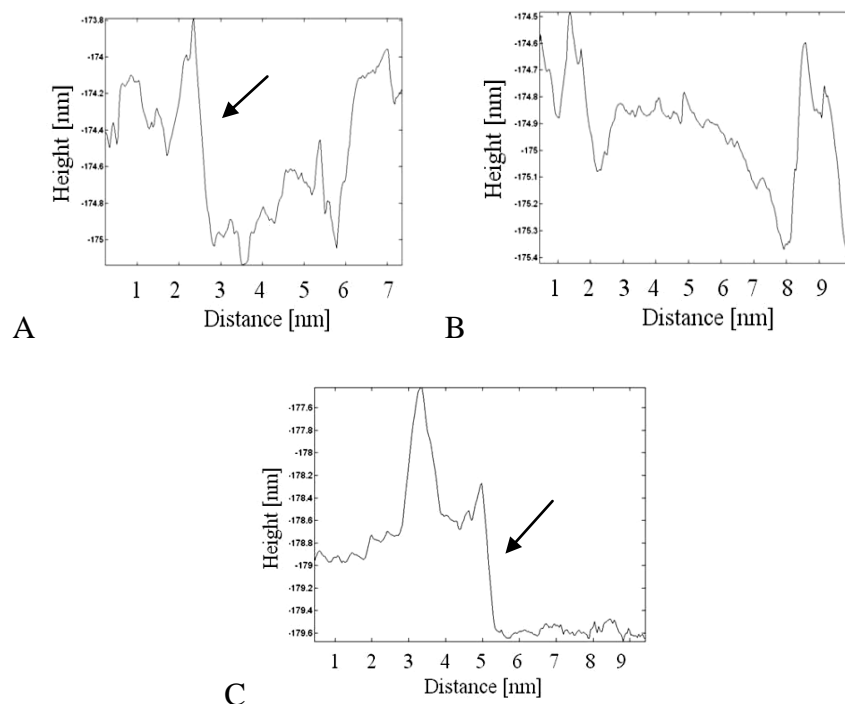 -173.8
-174
-174.2
-174.4
-174.6
-174.8
-175
Height [nm]
1 2 3 4 5 6 7
Distance [nm]
A
-174.5
-174.6
-174.7
-174.8
-174.9
-175
-175.1
-175.2
-175.3
-175.4
Height [nm]
1 2 3 4 5 6 7 8 9
Distance [nm]
B
-177.6
-177.8
-178
-178.2
-178.4
-178.6
-178.8
-179
-179.2
-179.4
-179.6
Height [nm]
1 2 3 4 5 6 7 8 9
Distance [nm]
C